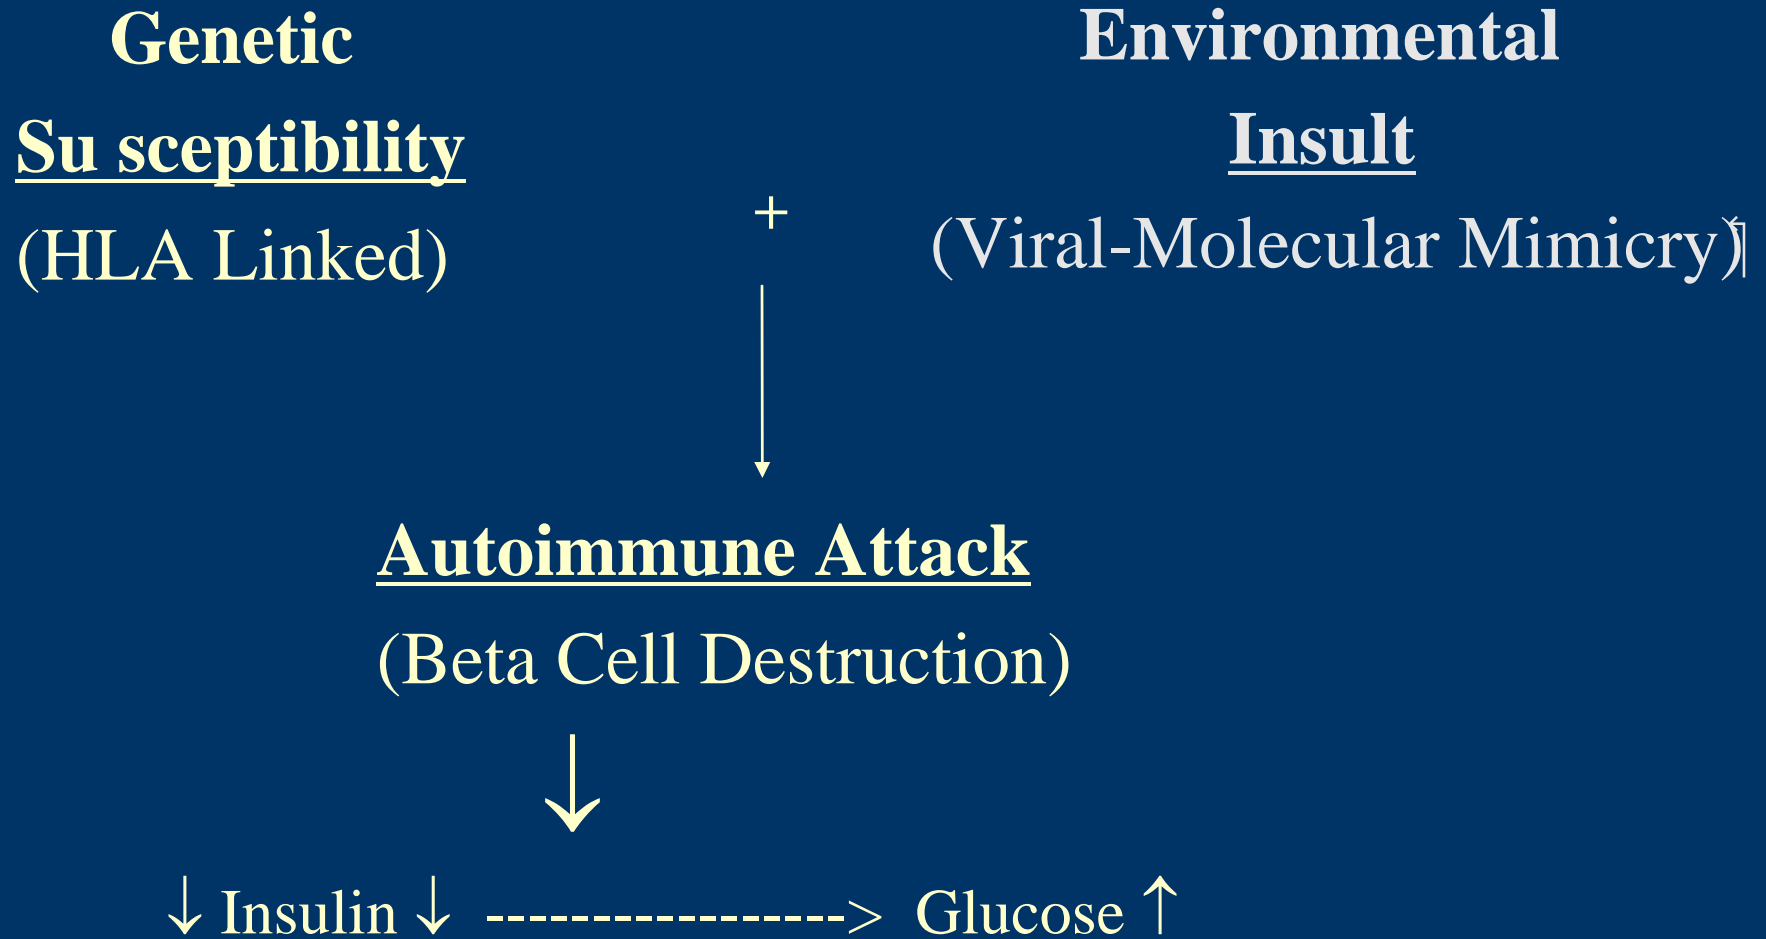 Genetic
Su sceptibility
(HLA Linked)
+
Environmental
Insult
(Viral-Molecular Mimicry)
Autoimmune Attack
(Beta Cell Destruction)
↓
↓ Insulin ↓ ----------------> Glucose ↑